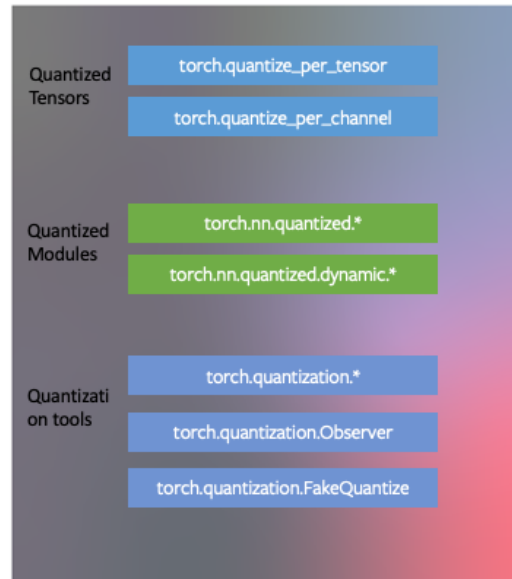 Quantized
Tensors
torch.quantize_per_tensor
torch.quantize_per_channel
Quantized
Modules
torch.nn.quantized.*
torch.nn.quantized.dynamic.*
Quantizati
on tools
torch.quantization.*
torch.quantization.Observer
torch.quantization.FakeQuantize